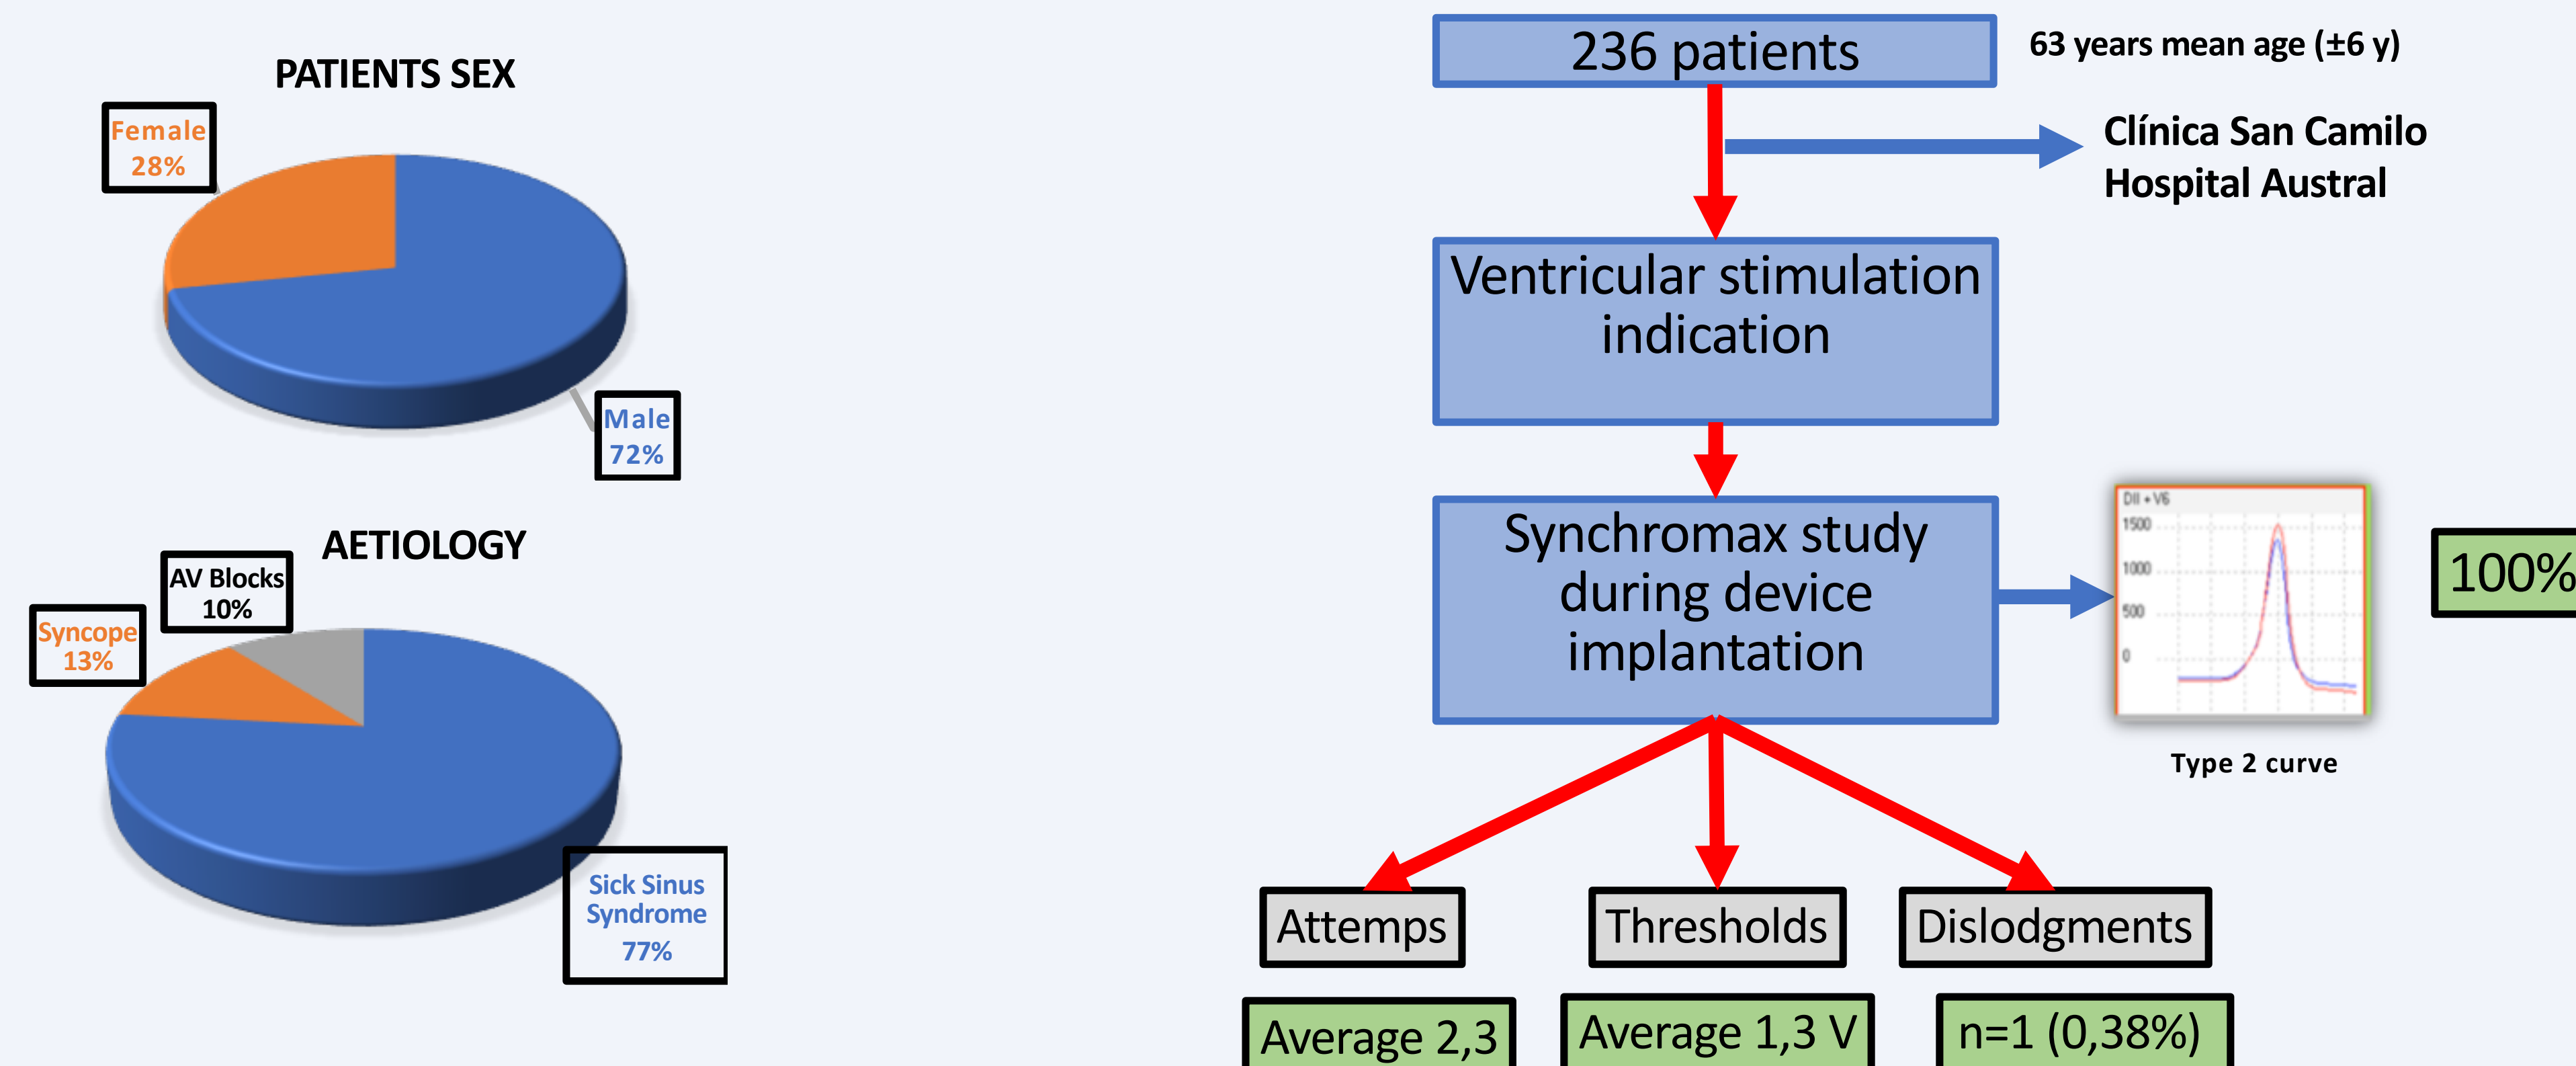 PATIENTS SEX
Female
28%
Male
72%
AETIOLOGY
AV Blocks
10%
Syncope
13%
Sick Sinus
Syndrome
77%
236 patients
63 years mean age (±6 y)
Clínica San Camilo
Hospital Austral
Ventricular stimulation
indication
Synchromax study
during device
implantation
DII + V6
1500
1000
500
0
Type 2 curve
100%
Attemps
Thresholds
Dislodgments
Average 2,3
Average 1,3 V
n=1 (0,38%)